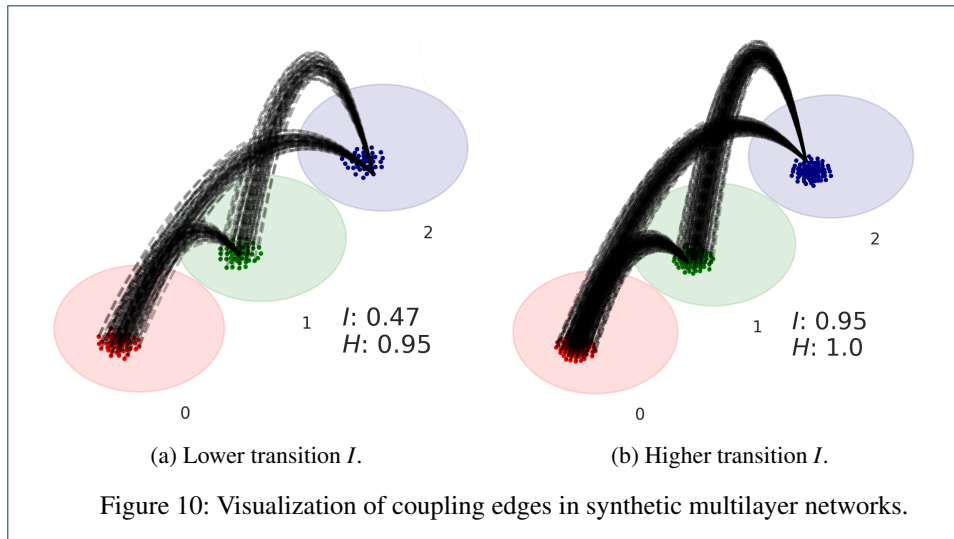 2
1
I: 0.47
H: 0.95
0
2
1
I: 0.95
H: 1.0
0
(a) Lower transition I.
(b) Higher transition I.
Figure 10: Visualization of coupling edges in synthetic multilayer networks.